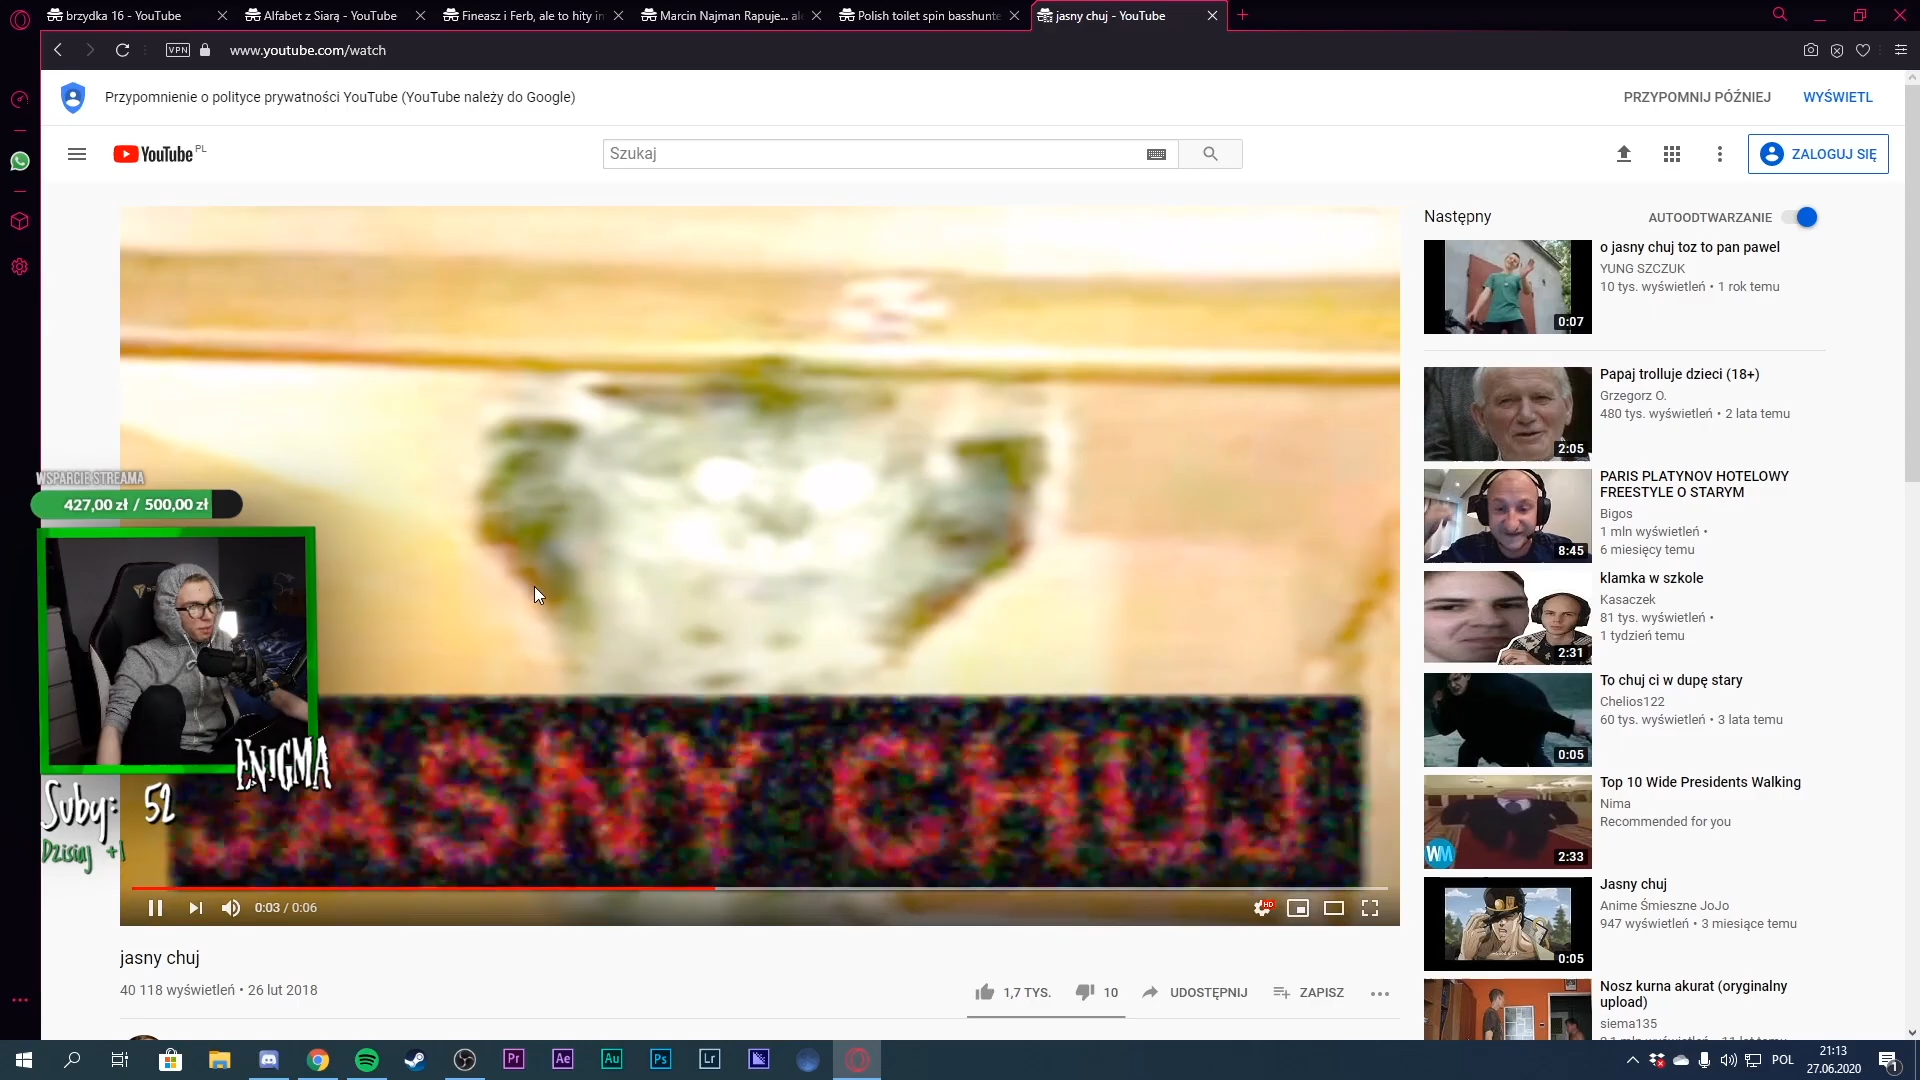 brzydka 16 - YouTube
Alfabet z Siarą - YouTube
Fineasz i Ferb, ale to hity in
Marcin Najman Rapuje... al
Polish toilet spin basshunte
jasny chuj - YouTube
VPN
www.youtube.com/watch
Przypomnienie o polityce prywatności YouTube (YouTube należy do Google)
PRZYPOMNIJ PÓŹNIEJ
WYŚWIETL
YouTube PL
Szukaj
ZALOGUJ SIĘ
WSPARCIE STREAMA
427,00 zł / 500,00 zł
ENIGMA
Suby: 52
Dzisiaj +1
JASNY CHUJ
0:03 / 0:06
HD
jasny chuj
40 118 wyświetleń • 26 lut 2018
1,7 TYS.
10
UDOSTĘPNIJ
ZAPISZ
Następny
AUTOODTWARZANIE
o jasny chuj toz to pan pawel
YUNG SZCZUK
10 tys. wyświetleń • 1 rok temu
0:07
Papaj trolluje dzieci (18+)
Grzegorz O.
480 tys. wyświetleń • 2 lata temu
2:05
PARIS PLATYNOV HOTELOWY
FREESTYLE O STARYM
Bigos
1 mln wyświetleń •
6 miesięcy temu
8:45
klamka w szkole
Kasaczek
81 tys. wyświetleń •
1 tydzień temu
2:31
To chuj ci w dupę stary
Chelios122
60 tys. wyświetleń • 3 lata temu
0:05
Top 10 Wide Presidents Walking
Nima
Recommended for you
WM
2:33
Jasny chuj
Anime Śmieszne JoJo
947 wyświetleń • 3 miesiące temu
0:05
Nosz kurna akurat (oryginalny
upload)
siema135
Pr
Ae
Au
Ps
Lr
POL
21:13
27.06.2020
1